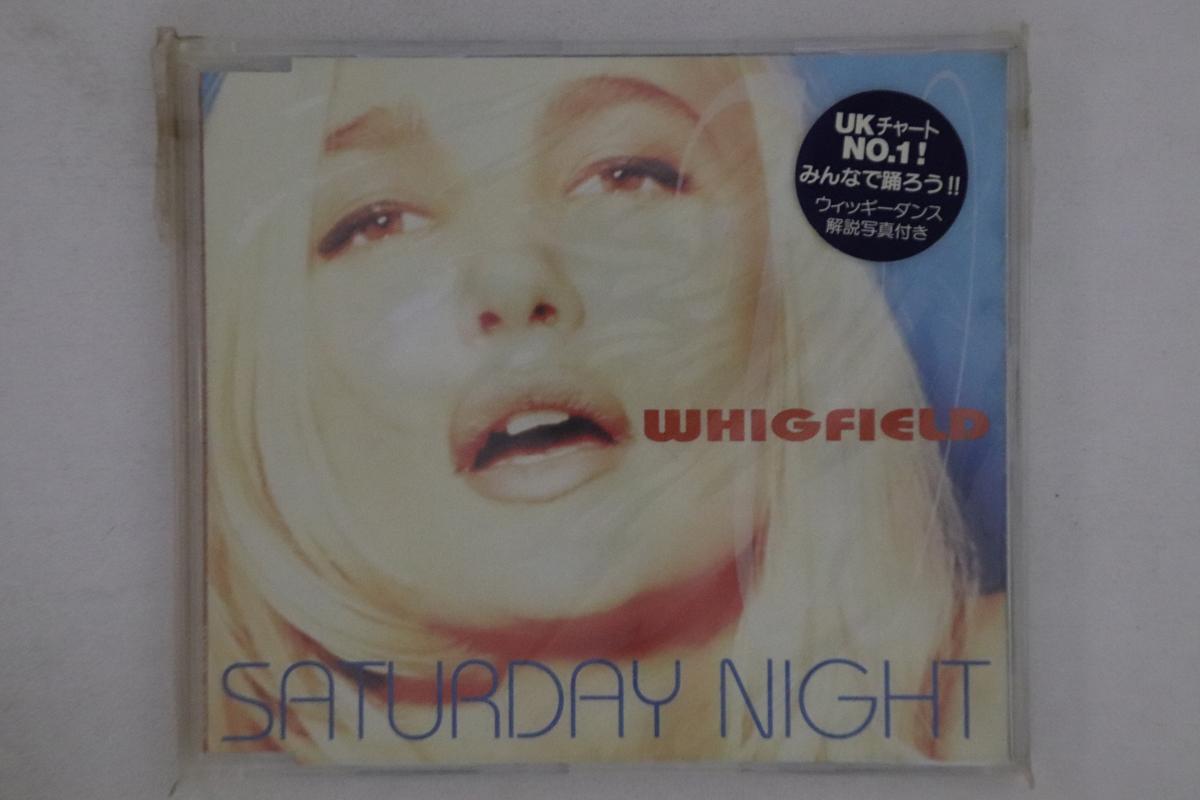 UKチャート
NO.1!
みんなで踊ろう!!
ウィッギーダンス
解説写真付き
WHIGFIELD
SATURDAY NIGHT